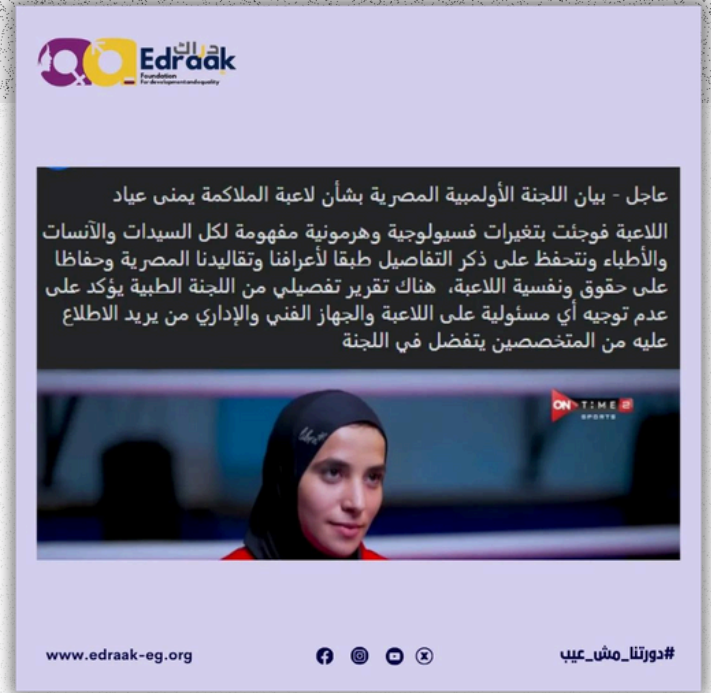 إدراك
Edraak
Foundation
For development and equality
عاجل - بيان اللجنة الأولمبية المصرية بشأن لاعبة الملاكمة يمنى عياد
اللاعبة فوجئت بتغيرات فسيولوجية وهرمونية مفهومة لكل السيدات والآنسات
والأطباء ونتحفظ على ذكر التفاصيل طبقا لأعرافنا وتقاليدنا المصرية وحفاظا
على حقوق ونفسية اللاعبة، هناك تقرير تفصيلي من اللجنة الطبية يؤكد على
عدم توجيه أي مسئولية على اللاعبة والجهاز الفني والإداري من يريد الاطلاع
عليه من المتخصصين يتفضل في اللجنة
ON TIME 2
SPORTS
www.edraak-eg.org
#دورتنا_مش_عيب